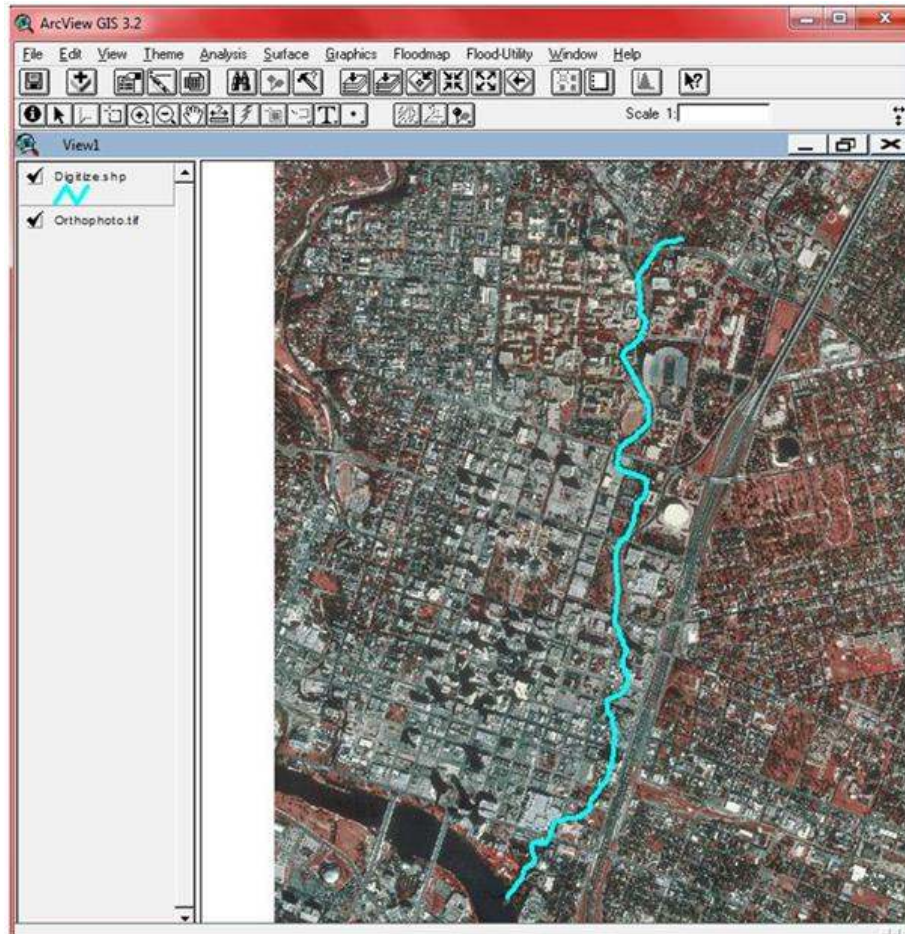 ArcView GIS 3.2
File Edit View Theme Analysis Surface Graphics Floodmap Flood-Utility Window Help
T
Scale 1:
View1
Digitize.shp
Orthophoto.tif